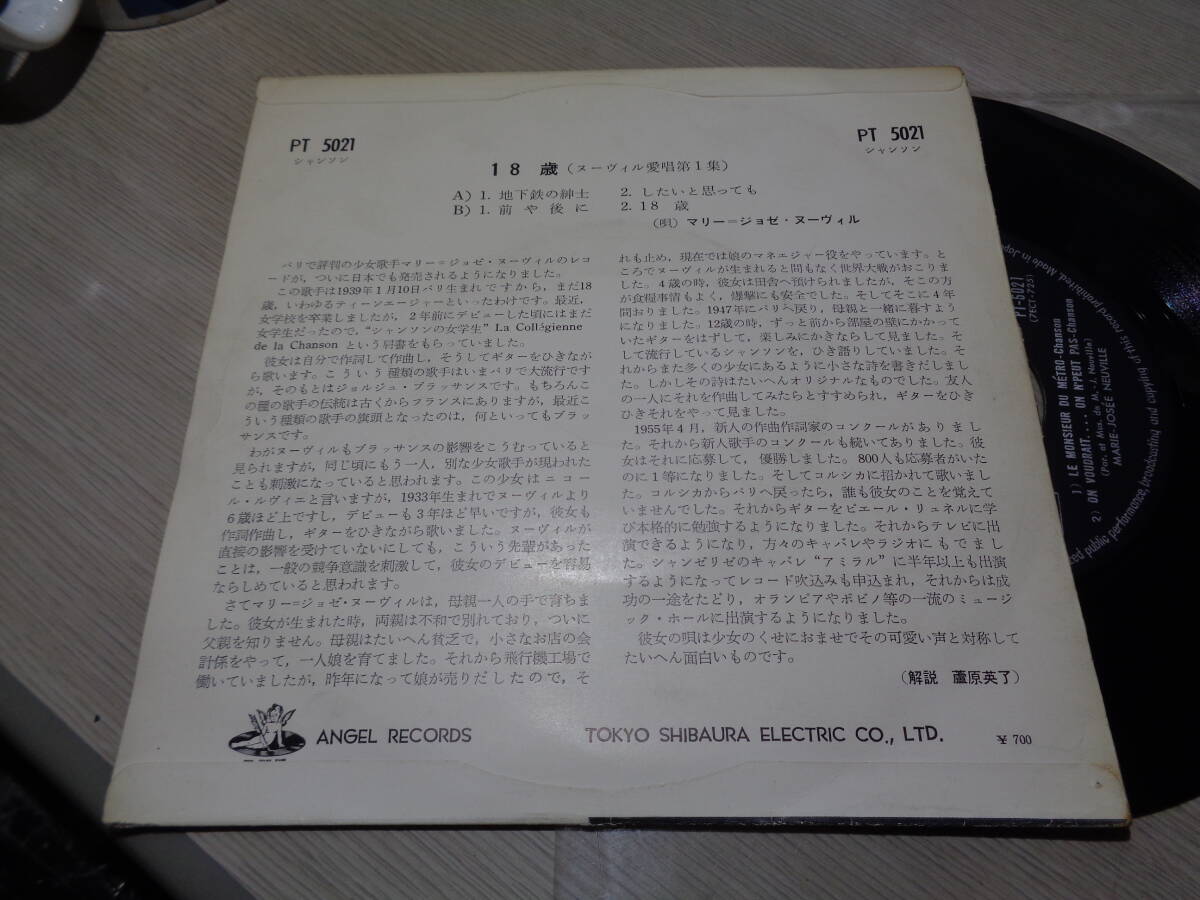 PT 5021
シャンソン
PT 5021
シャンソン
18 歳 (ヌーヴィル愛唱第1集)
A) 1. 地下鉄の紳士 2. したいと思っても
B) 1. 前や後に 2. 18 歳
(唄) マリー=ジョゼ・ヌーヴィル
パリで評判の少女歌手マリー=ジョゼ・ヌーヴィルのレコ
ードが，ついに日本でも発売されるようになりました。
この歌手は1939年1月10日パリ生まれですから，まだ18
歳，いわゆるティーンエージャーといったわけです。最近，
女学校を卒業しましたが，2年前にデビューした頃にはまだ
女学生だったので，“シャンソンの女学生” La Collégienne
de la Chanson という肩書をもらっていました。
彼女は自分で作詞して作曲し，そうしてギターをひきなが
ら歌います。こういう種類の歌手はいまパリで大流行です
が，そのもとはジョルジュ・ブラッサンスです。もちろんこ
の種の歌手の伝統は古くからフランスにありますが，最近こ
ういう種類の歌手の旗頭となったのは，何といってもブラッ
サンスです。
わがヌーヴィルもブラッサンスの影響をこうむっていると
見られますが，同じ頃にもう一人，別な少女歌手が現われた
ことも刺激になっていると思われます。この少女はニコー
ル・ルヴィエと言いますが，1933年生まれでヌーヴィルより
6歳ほど上ですし，デビューも3年ほど早いですが，彼女も
作詞作曲し，ギターをひきながら歌いました。ヌーヴィルが
直接の影響を受けていないにしても，こういう先輩があった
ことは，一般の競争意識を刺激して，彼女のデビューを容易
ならしめていると思われます。
さてマリー=ジョゼ・ヌーヴィルは，母親一人の手で育ちま
した。彼女が生まれた時，両親は不和で別れており，ついに
父親を知りません。母親はたいへん貧乏で，小さなお店の会
計係をやって，一人娘を育てました。それから飛行機工場で
働いていましたが，昨年になって娘が売りだしたので，そ
れも止め，現在では娘のマネエジャー役をやっています。と
ころでヌーヴィルが生まれると間もなく世界大戦がおこりま
した。4歳の時，彼女は田舎へ預けられましたが，そこの方
が食糧事情もよく，爆撃にも安全でした。そしてそこに4年
間おりました。1947年にパリへ戻り，母親と一緒に暮すよう
になりました。12歳の時，ずっと前から部屋の壁にかかって
いたギターをはずして，楽しみにかきならして見ました。そ
して流行しているシャンソンを，ひき語りしていました。そ
れからまた多くの少女にあるように小さな詩を書きだしまし
た。しかしその詩はたいへんオリジナルなものでした。友人
の一人にそれを作曲してみたらとすすめられ，ギターをひき
ひきそれをやって見ました。
1955年4月，新人の作曲作詞家のコンクールがありまし
た。それから新人歌手のコンクールも続いてありました。彼
女はそれに応募して，優勝しました。800人も応募者がいた
のに1等になりました。そしてコルシカに招かれて歌いまし
た。コルシカからパリへ戻ったら，誰も彼女のことを覚えて
いませんでした。それからギターをピエール・リュネルに学
び本格的に勉強するようになりました。それからテレビに出
演できるようになり，方々のキャバレやラジオにもでまし
た。シャンゼリゼのキャバレ“アミラル”に半年以上も出演
するようになってレコード吹込みも申込まれ，それからは成
功の一途をたどり，オランピアやボビノ等の一流のミュージ
ック・ホールに出演するようになりました。
彼女の唄は少女のくせにおませでその可愛い声と対称して
たいへん面白いものです。
(解説 蘆原英了)
ANGEL RECORDS
TOKYO SHIBAURA ELECTRIC CO., LTD.
¥ 700
PT-5021
(7ECT-723)
1) LE MONSIEUR DU MÉTRO-Chanson
2) ON VOUDRAIT.... ON N'PEUT PAS-Chanson
(Par. et Mus. de M.-J. Neuville)
MARIE-JOSÉE NEUVILLE
public performance, broadcasting and copying of this record prohibited. Made in Japan